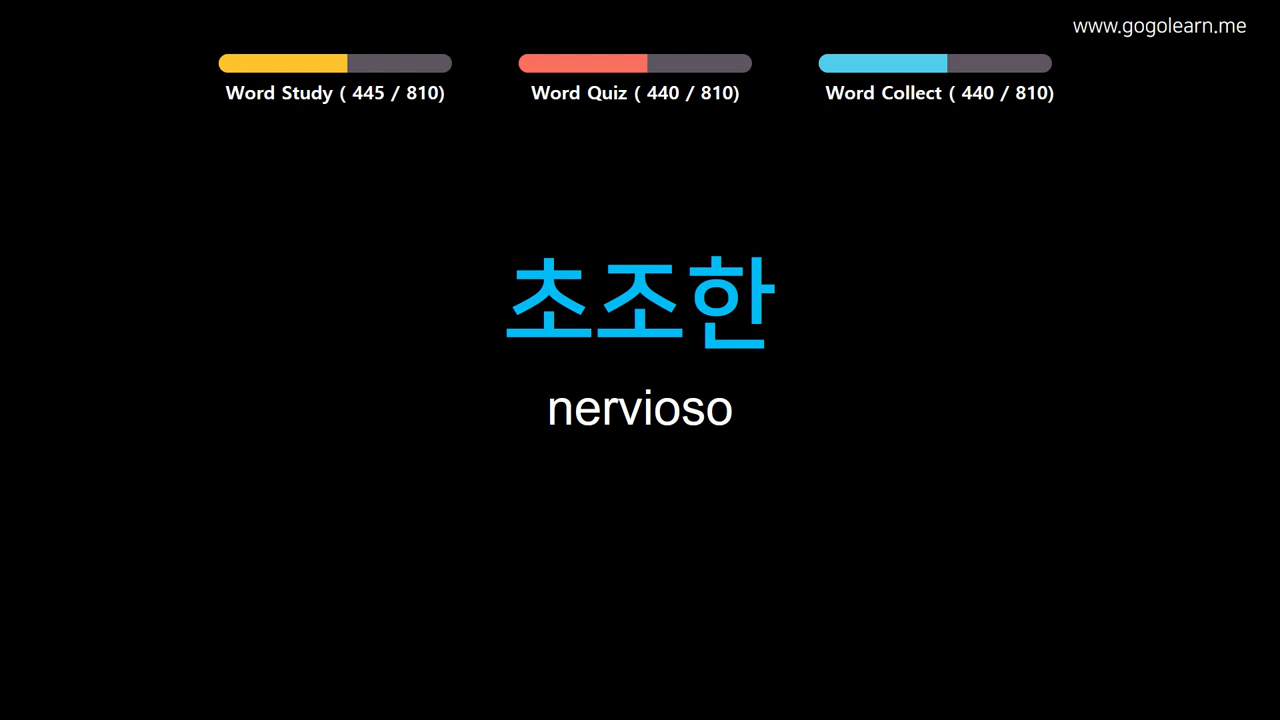 www.gogolearn.me
Word Study ( 445 / 810)
Word Quiz ( 440 / 810)
Word Collect ( 440 / 810)
초조한
nervioso